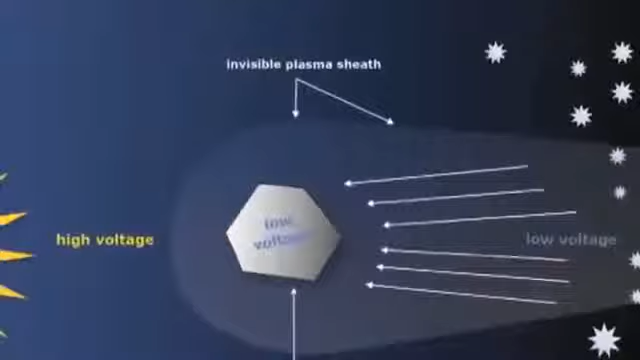 invisible plasma sheath
low
voltage
high voltage
low voltage